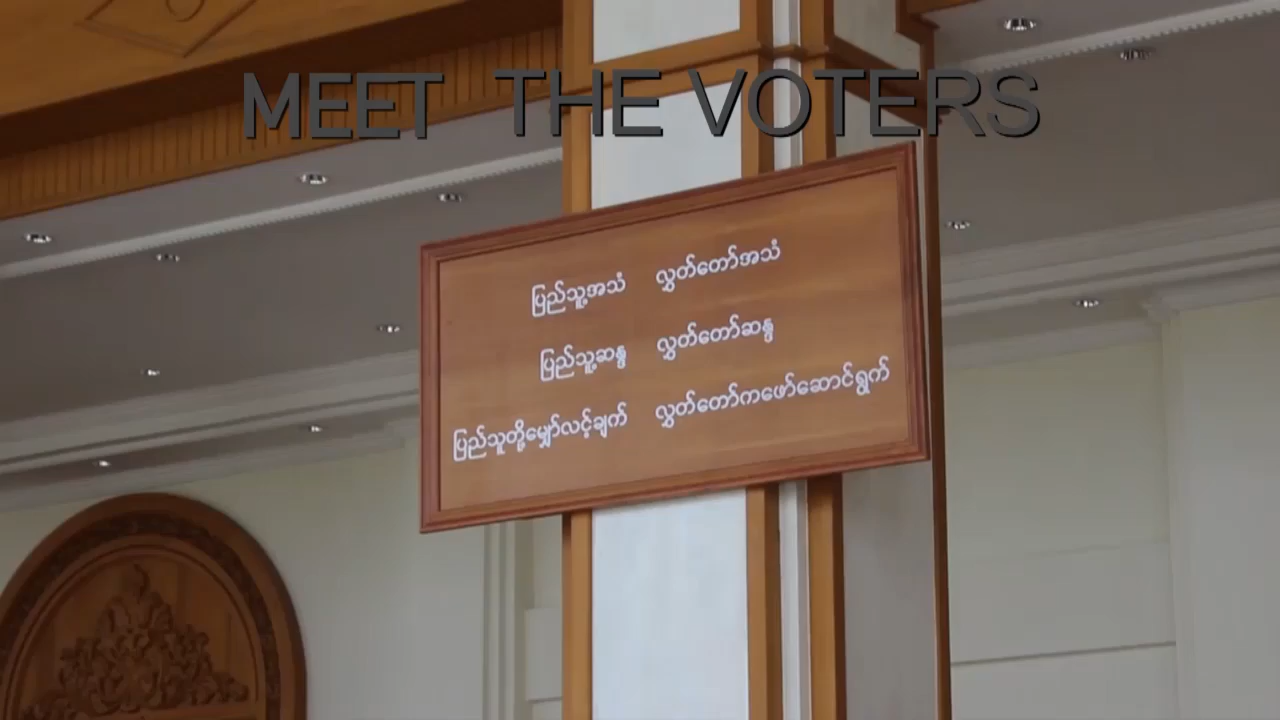 MEET THE VOTERS
ပြည်သူ့အသံ လွှတ်တော်အသံ
ပြည်သူ့ဆန္ဒ လွှတ်တော်ဆန္ဒ
ပြည်သူတို့မျှော်လင့်ချက် လွှတ်တော်ကဖော်ဆောင်ရွက်